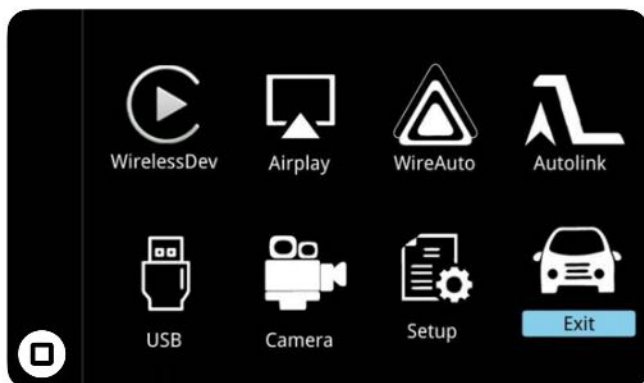 WirelessDev
Airplay
WireAuto
Autolink
USB
Camera
Setup
Exit